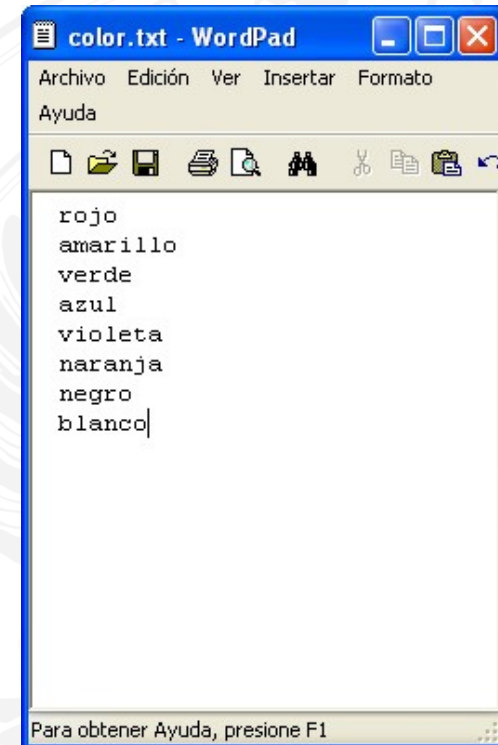 color.txt - WordPad
Archivo Edición Ver Insertar Formato
Ayuda
rojo
amarillo
verde
azul
violeta
naranja
negro
blanco
Para obtener Ayuda, presione F1